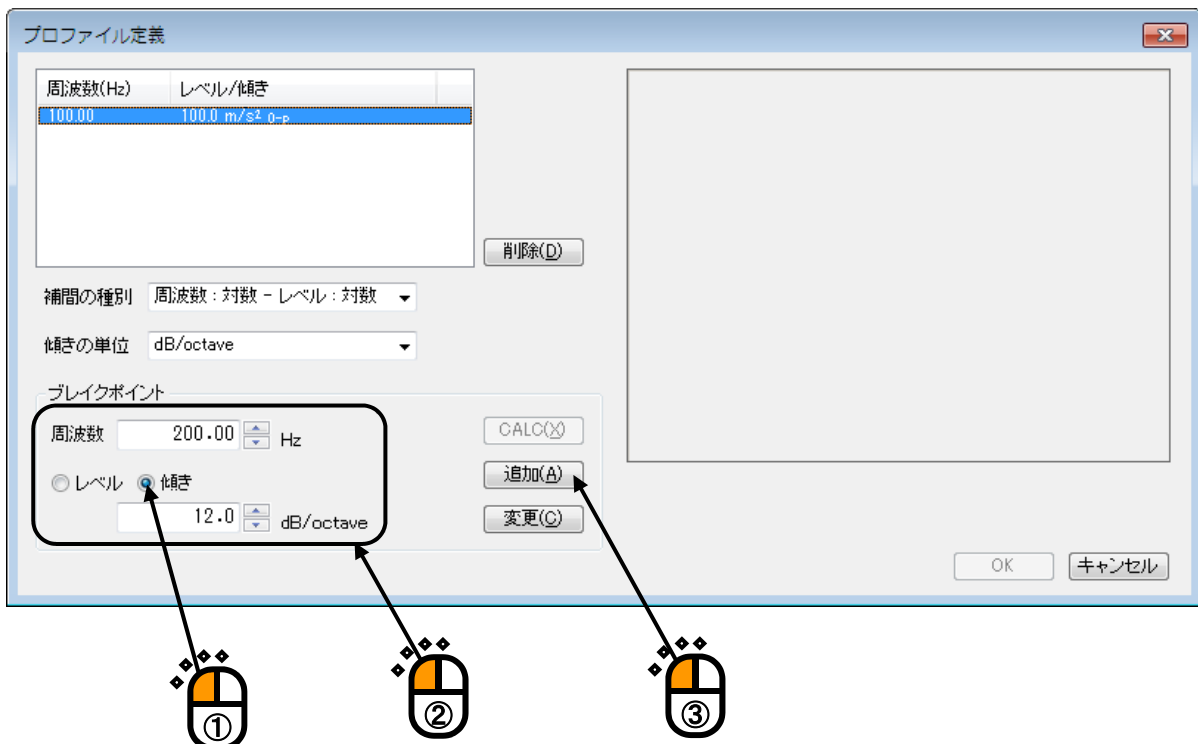 プロファイル定義
周波数(Hz) レベル/傾き
100.00 100.0 m/s² 0-p
削除(D)
補間の種別 周波数：対数 - レベル：対数
傾きの単位 dB/octave
ブレイクポイント
周波数 200.00 Hz
CALC(X)
レベル 傾き
追加(A)
12.0 dB/octave
変更(C)
OK キャンセル
① ② ③